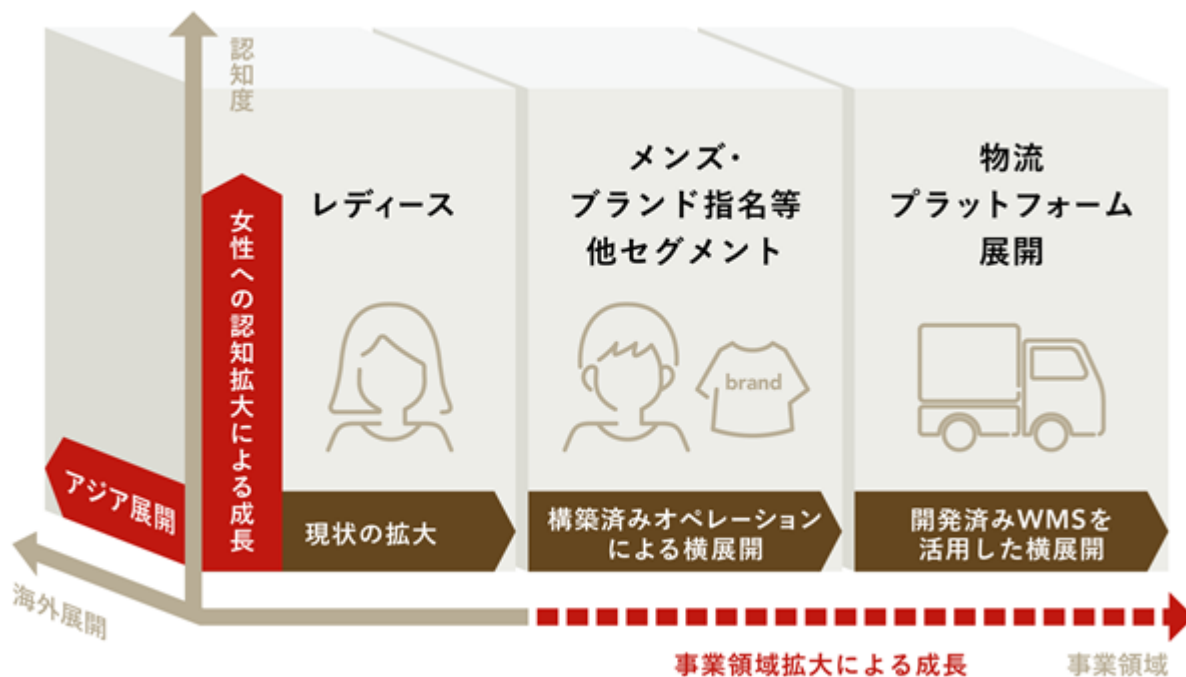 認知度
女性への認知拡大による成長
レディース
メンズ・
ブランド指名等
他セグメント
物流
プラットフォーム
展開
brand
アジア展開
現状の拡大
構築済みオペレーション
による横展開
開発済みWMSを
活用した横展開
海外展開
事業領域拡大による成長
事業領域